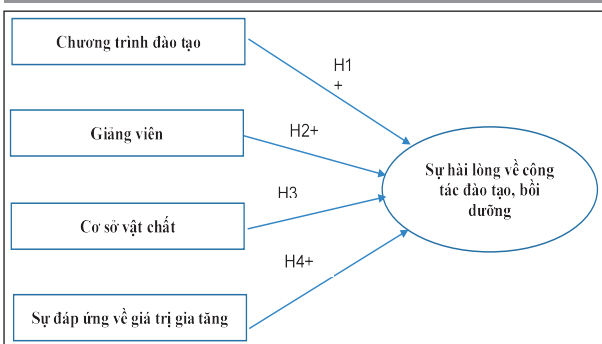 Chương trình đào tạo
H1
+
Giảng viên
H2+
Sự hài lòng về công
tác đào tạo, bồi
dưỡng
H3
Cơ sở vật chất
H4+
Sự đáp ứng về giá trị gia tăng